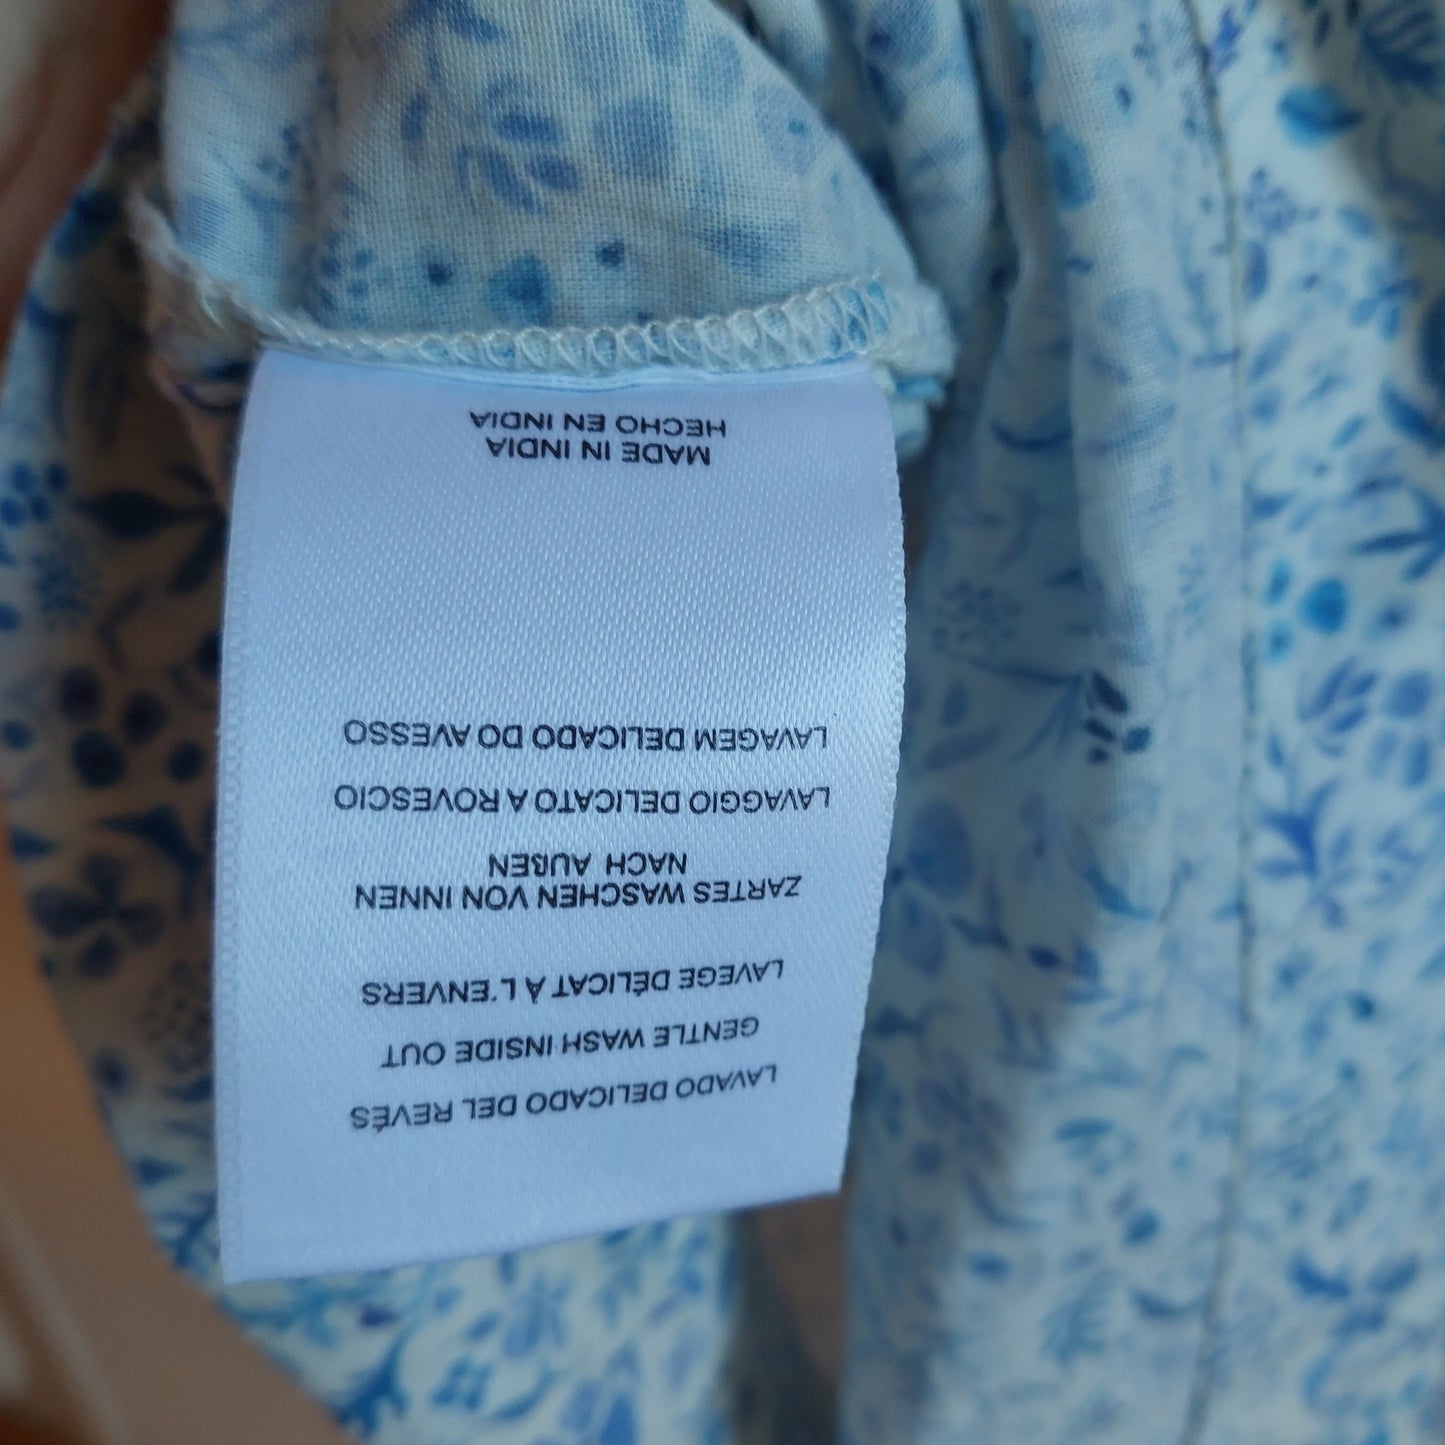 LAVADO DELICADO DEL REVÉS
GENTLE WASH INSIDE OUT
LAVEGE DÉLICAT À L'ENVERS
ZARTES WASCHEN VON INNEN
NACH AUßEN
LAVAGGIO DELICATO A ROVESCIO
LAVAGEM DELICADO DO AVESSO
MADE IN INDIA
HECHO EN INDIA